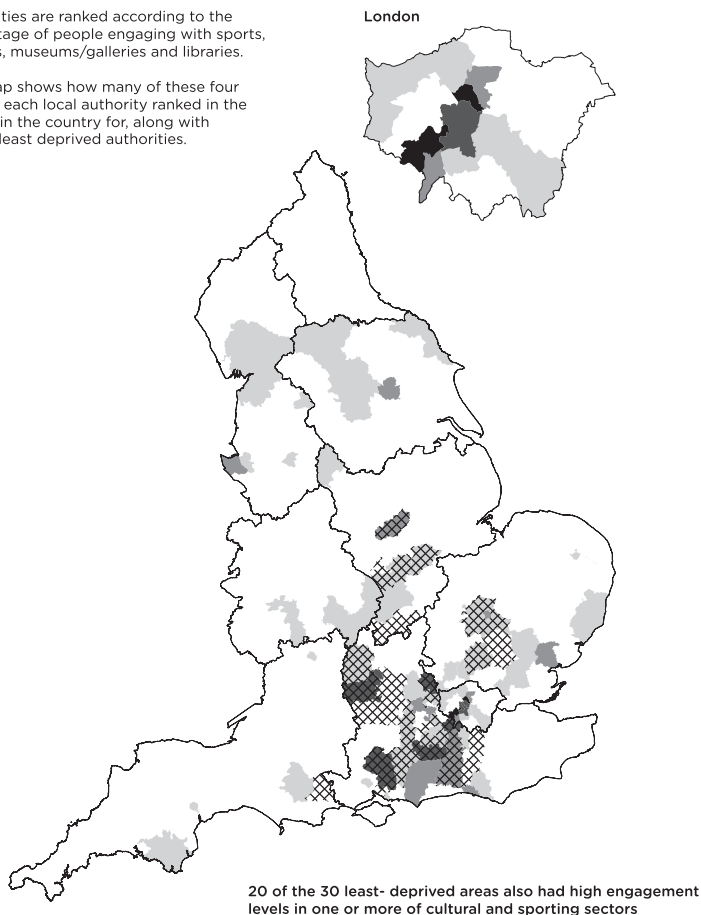 ties are ranked according to the
tage of people engaging with sports,
s, museums/galleries and libraries.
ap shows how many of these four
each local authority ranked in the
in the country for, along with
least deprived authorities.
London
20 of the 30 least- deprived areas also had high engagement
levels in one or more of cultural and sporting sectors